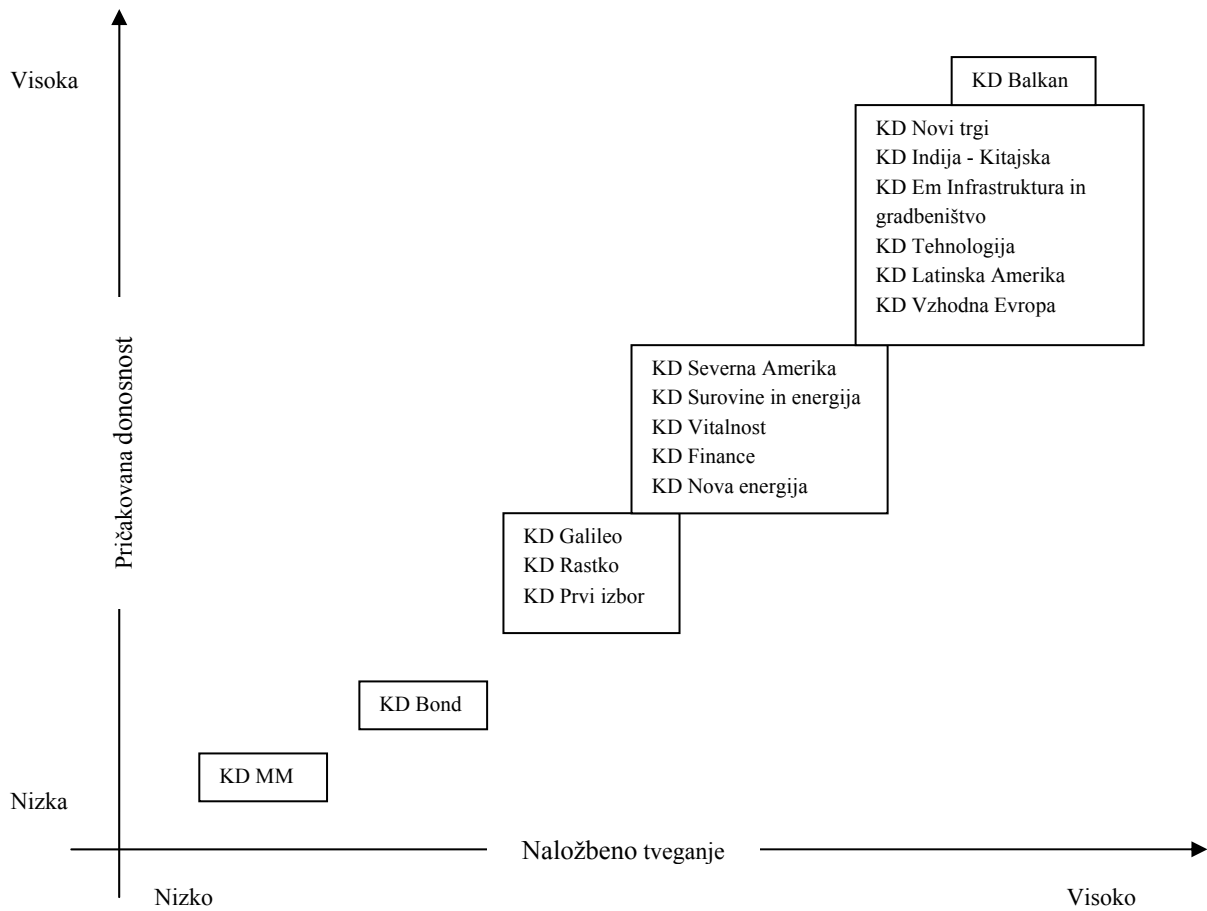 Visoka
KD Balkan
KD Novi trgi
KD Indija - Kitajska
KD Em Infrastruktura in
gradbeništvo
KD Tehnologija
KD Latinska Amerika
KD Vzhodna Evropa
Pričakovana donosnost
KD Severna Amerika
KD Surovine in energija
KD Vitalnost
KD Finance
KD Nova energija
KD Galileo
KD Rastko
KD Prvi izbor
KD Bond
KD MM
Nizka
Naložbeno tveganje
Nizko
Visoko